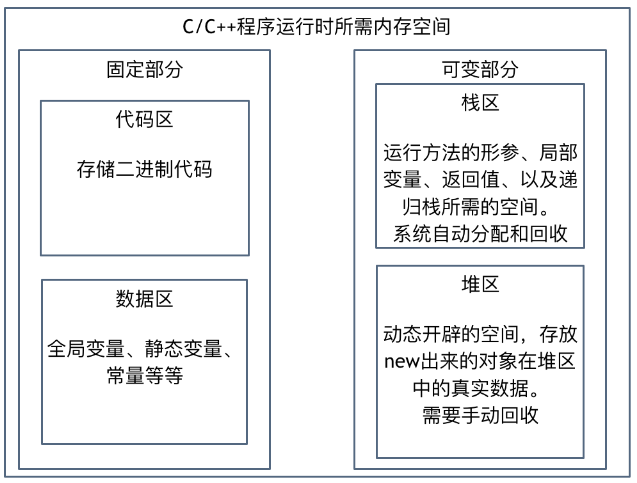 C/C++程序运行时所需内存空间
固定部分
代码区
存储二进制代码
数据区
全局变量、静态变量、
常量等等
可变部分
栈区
运行方法的形参、局部
变量、返回值、以及递
归栈所需的空间。
系统自动分配和回收
堆区
动态开辟的空间，存放
new出来的对象在堆区
中的真实数据。
需要手动回收